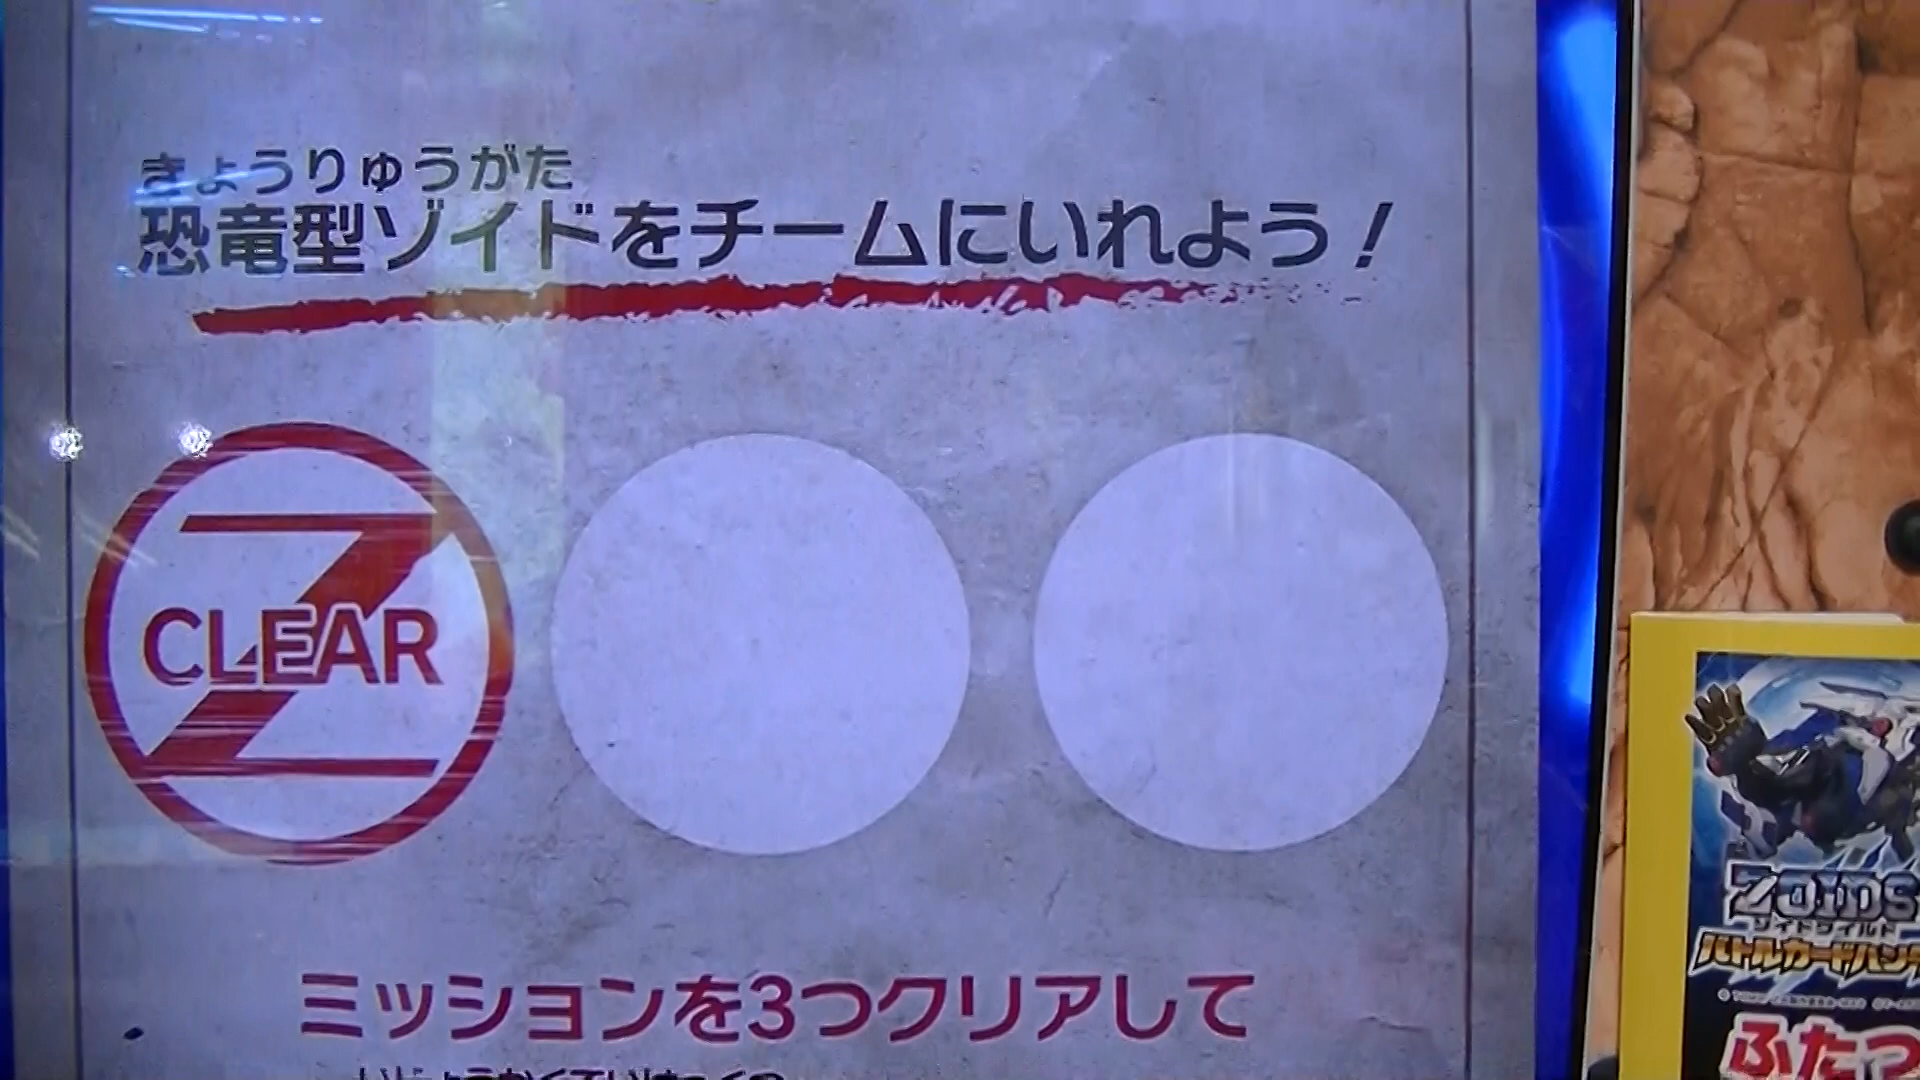 きょうりゅうがた
恐竜型ゾイドをチームにいれよう！
CLEAR
ミッションを3つクリアして
ZOIDS
ゾイドワイルド
バトルカードハン
ふたつ